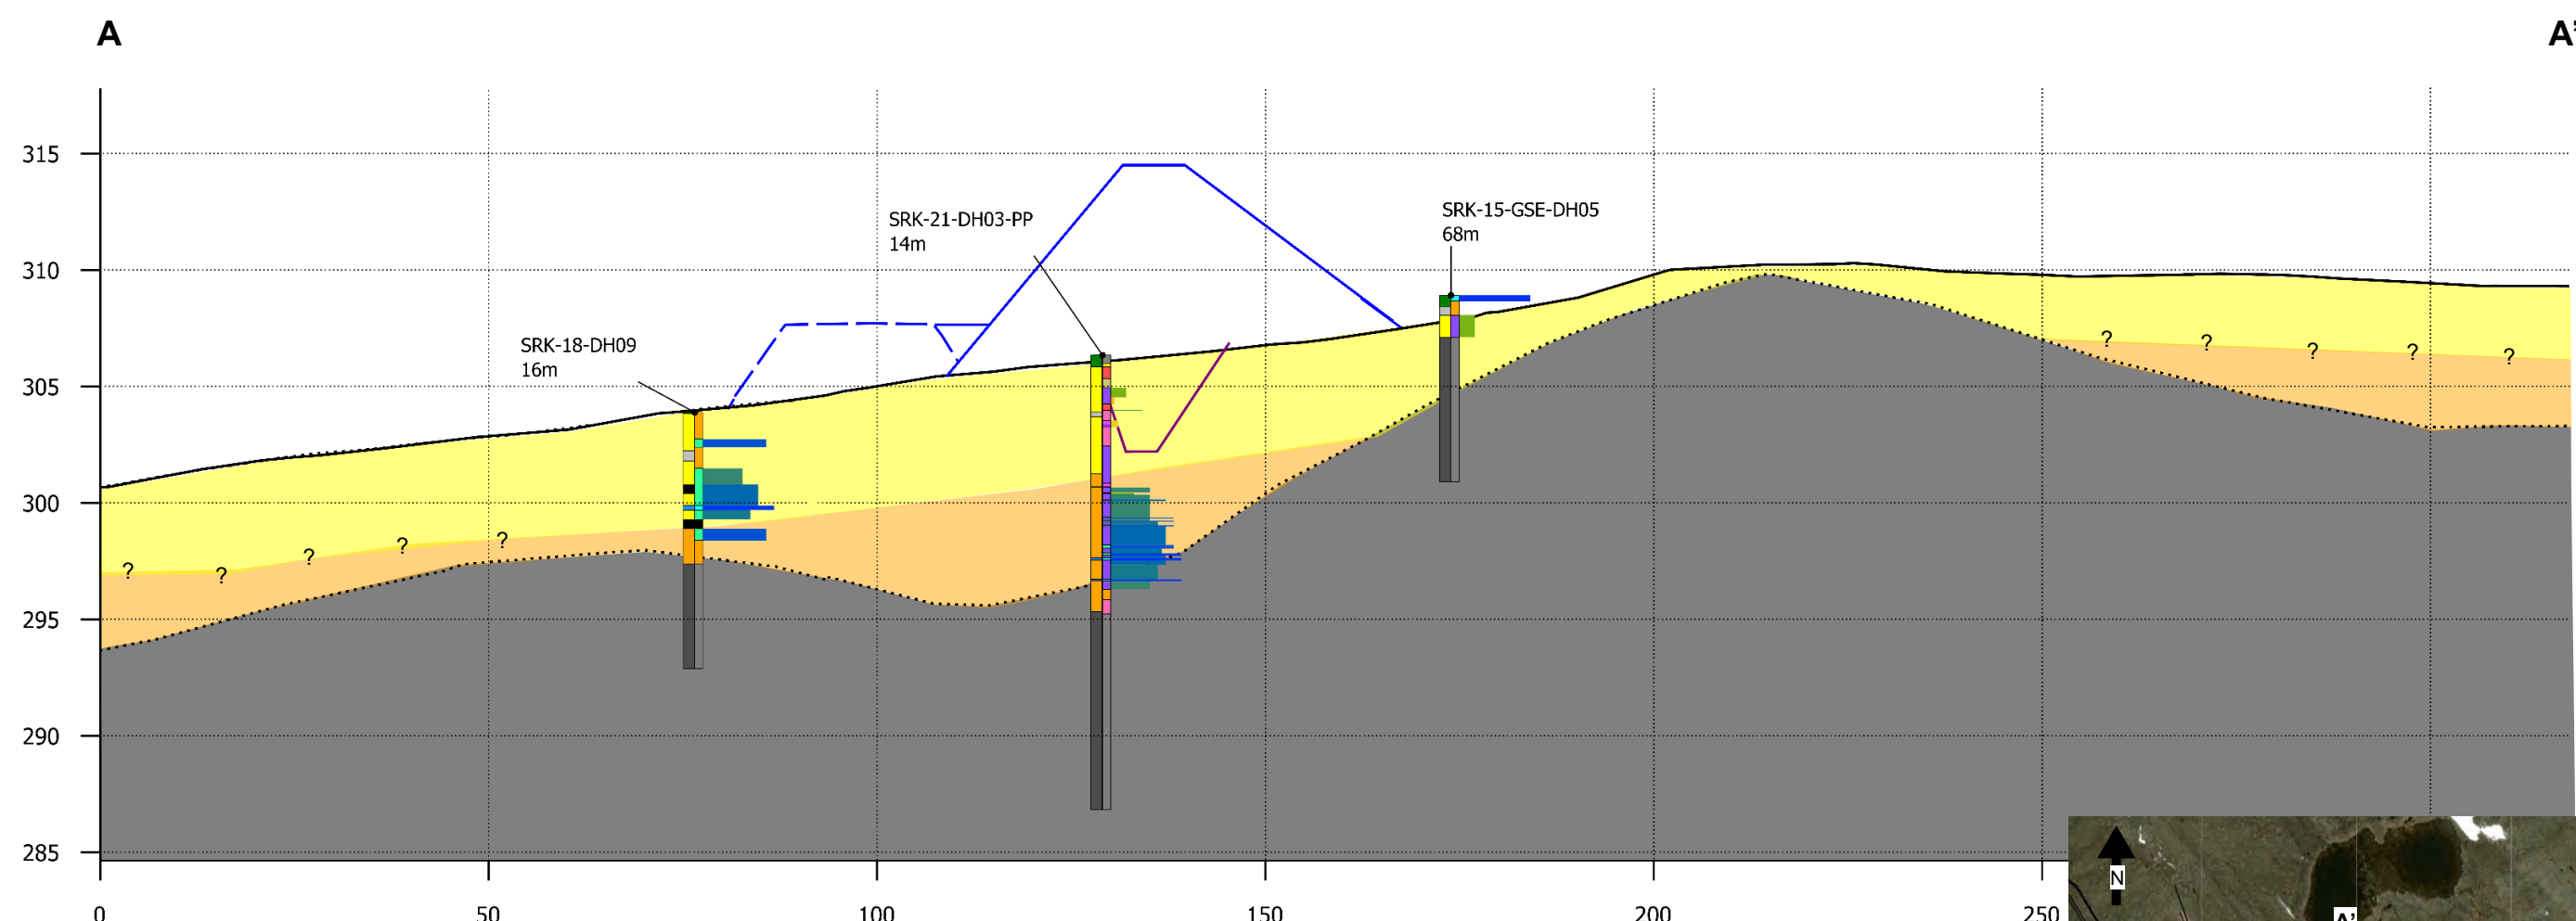 A
A'
315
310
305
300
295
290
285
SRK-18-DH09
16m
SRK-21-DH03-PP
14m
SRK-15-GSE-DH05
68m
? ? ? ? ?
? ? ? ? ?
N
A'
0 50 100 150 200 250